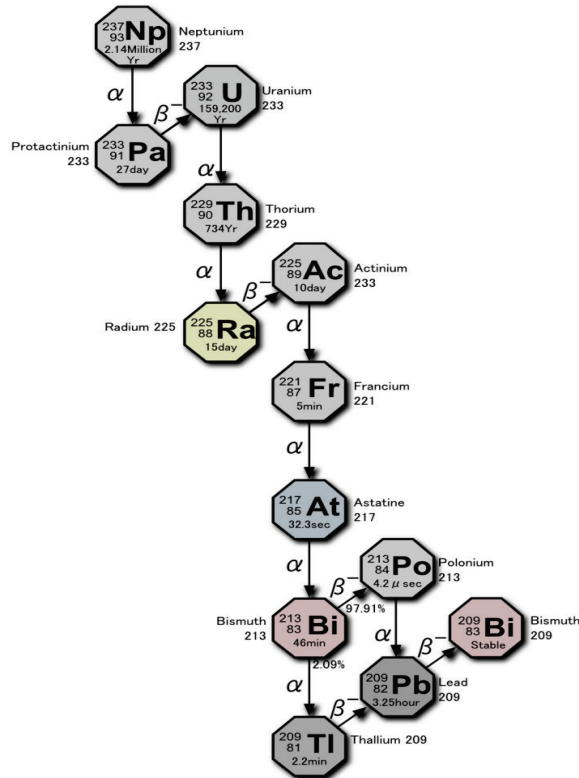 237
93 Np
2.14Million
Yr
Neptunium
237
α
β⁻
233
92 U
159,200
Yr
Uranium
233
Protactinium
233
233
91 Pa
27day
α
229
90 Th
734Yr
Thorium
229
α
β⁻
225
89 Ac
10day
Actinium
233
Radium 225
225
88 Ra
15day
α
221
87 Fr
5min
Francium
221
α
217
85 At
32.3sec
Astatine
217
α
β⁻
97.91%
213
84 Po
4.2μsec
Polonium
213
Bismuth
213
213
83 Bi
46min
2.09%
α
α
β⁻
209
83 Bi
Stable
Bismuth
209
β⁻
209
82 Pb
3.25hour
Lead
209
209
81 Tl
2.2min
Thallium 209